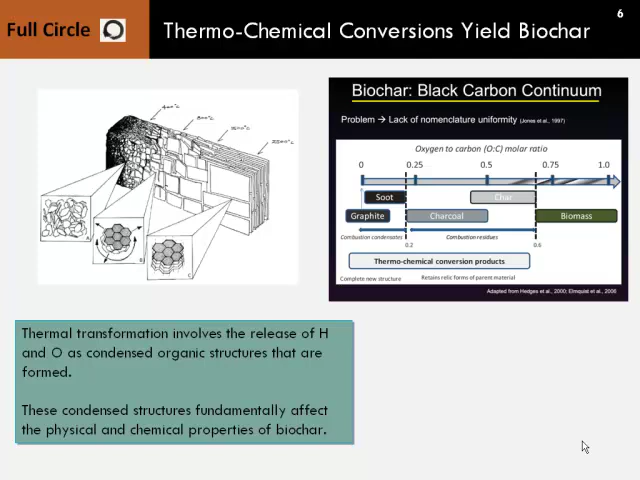 Full Circle
Thermo-Chemical Conversions Yield Biochar
6
Biochar: Black Carbon Continuum
Problem → Lack of nomenclature uniformity (Jones et al., 1997)
Oxygen to carbon (O:C) molar ratio
0 0.25 0.5 0.75 1.0
Soot Char
Graphite Charcoal Biomass
Combustion condensates Combustion residues
0.2 0.6
Thermo-chemical conversion products
Complete new structure Retains relic forms of parent material
Adapted from Hedges et al., 2000; Elmquist et al., 2006
A
B
C
Thermal transformation involves the release of H
and O as condensed organic structures that are
formed.
These condensed structures fundamentally affect
the physical and chemical properties of biochar.